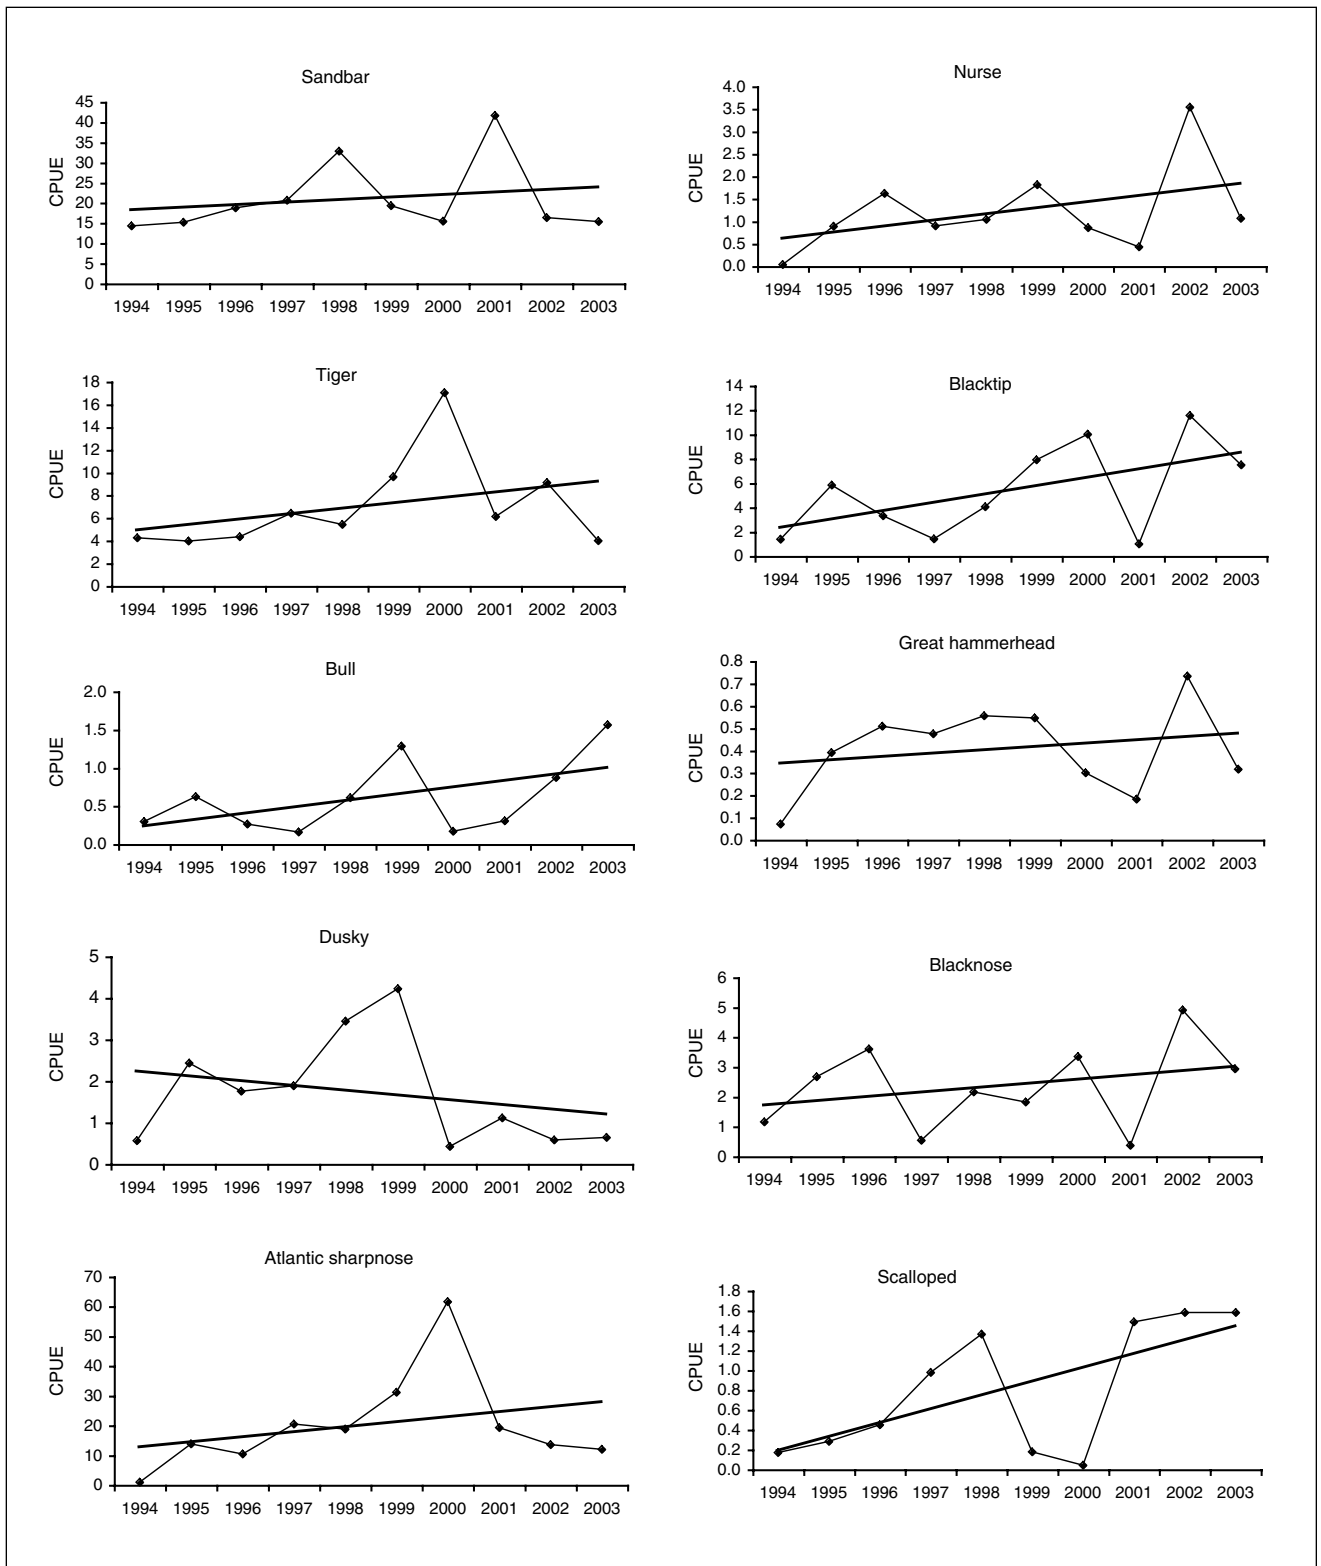 Sandbar
CPUE
45
40
35
30
25
20
15
10
5
0
1994 1995 1996 1997 1998 1999 2000 2001 2002 2003
Nurse
CPUE
4.0
3.5
3.0
2.5
2.0
1.5
1.0
0.5
0.0
1994 1995 1996 1997 1998 1999 2000 2001 2002 2003
Tiger
CPUE
18
16
14
12
10
8
6
4
2
0
1994 1995 1996 1997 1998 1999 2000 2001 2002 2003
Blacktip
CPUE
14
12
10
8
6
4
2
0
1994 1995 1996 1997 1998 1999 2000 2001 2002 2003
Bull
CPUE
2.0
1.5
1.0
0.5
0.0
1994 1995 1996 1997 1998 1999 2000 2001 2002 2003
Great hammerhead
CPUE
0.8
0.7
0.6
0.5
0.4
0.3
0.2
0.1
0.0
1994 1995 1996 1997 1998 1999 2000 2001 2002 2003
Dusky
CPUE
5
4
3
2
1
0
1994 1995 1996 1997 1998 1999 2000 2001 2002 2003
Blacknose
CPUE
6
5
4
3
2
1
0
1994 1995 1996 1997 1998 1999 2000 2001 2002 2003
Atlantic sharpnose
CPUE
70
60
50
40
30
20
10
0
1994 1995 1996 1997 1998 1999 2000 2001 2002 2003
Scalloped
CPUE
1.8
1.6
1.4
1.2
1.0
0.8
0.6
0.4
0.2
0.0
1994 1995 1996 1997 1998 1999 2000 2001 2002 2003